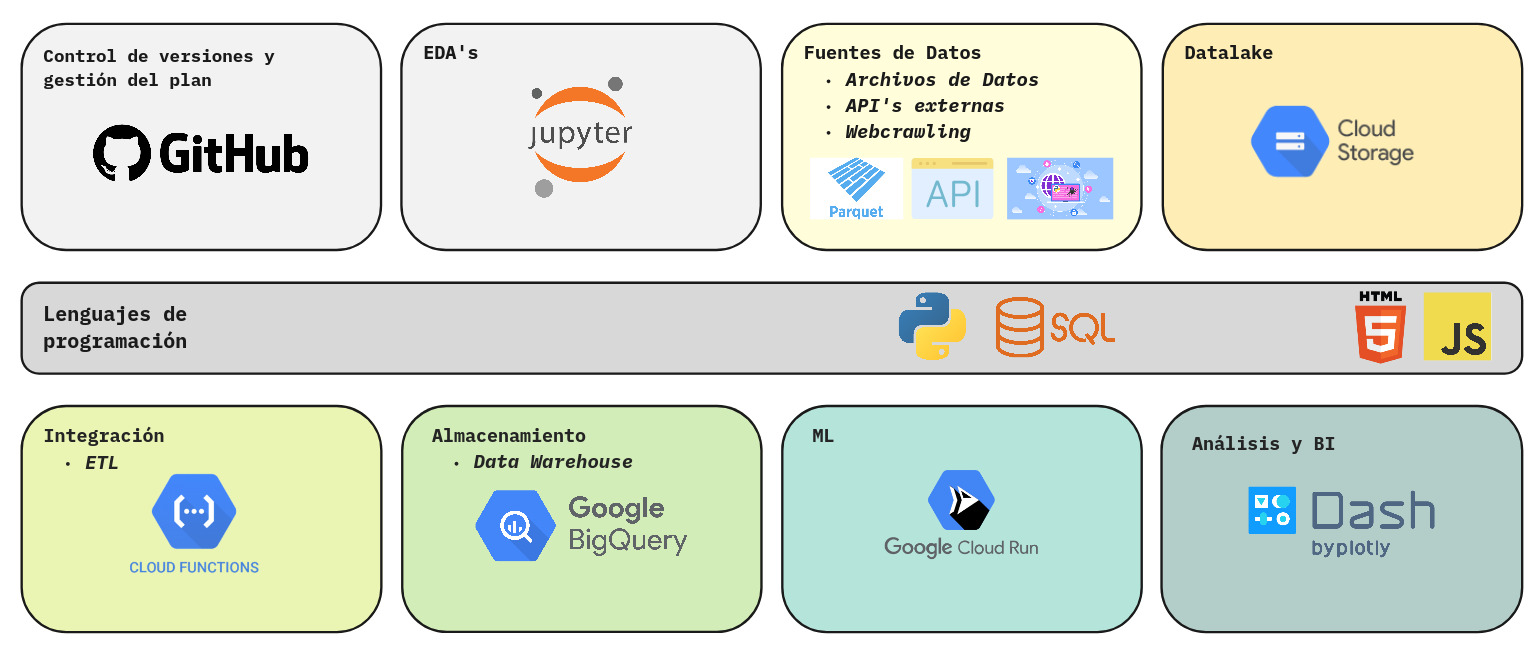 Control de versiones y
gestión del plan
GitHub
EDA's
jupyter
Fuentes de Datos
• Archivos de Datos
• API's externas
• Webcrawling
Parquet
API
Datalake
Cloud
Storage
Lenguajes de
programación
SQL
HTML
5
JS
Integración
• ETL
CLOUD FUNCTIONS
Almacenamiento
• Data Warehouse
Google
BigQuery
ML
Google Cloud Run
Análisis y BI
Dash
byplotly